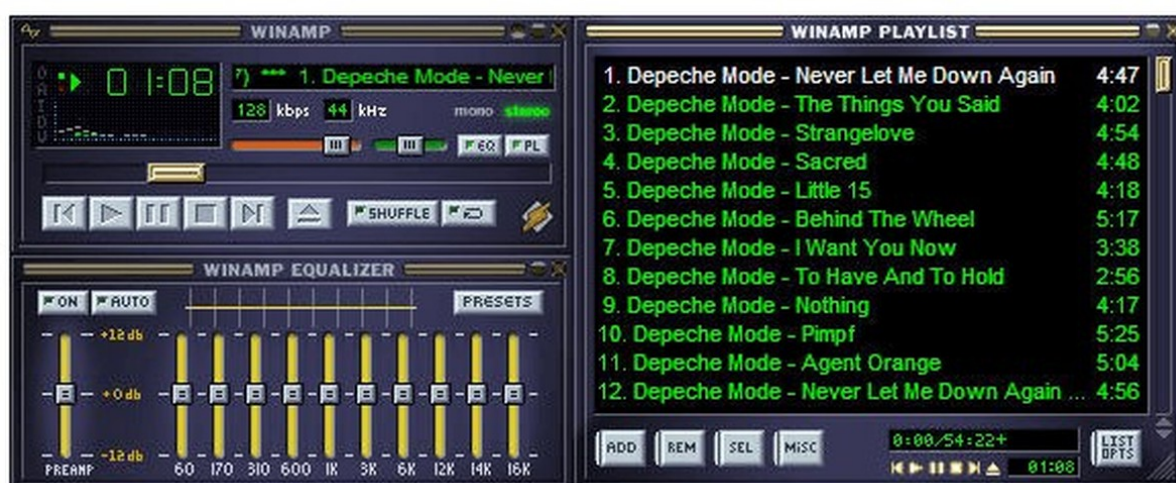 WINAMP
O
A
I
D
V
01:08
7) *** 1. Depeche Mode - Never
128 kbps 44 kHz mono stereo
EQ PL
SHUFFLE
WINAMP EQUALIZER
ON AUTO PRESETS
+12db
+0db
-12db
PREAMP 60 170 310 600 1K 3K 6K 12K 14K 16K
WINAMP PLAYLIST
1. Depeche Mode - Never Let Me Down Again 4:47
2. Depeche Mode - The Things You Said 4:02
3. Depeche Mode - Strangelove 4:54
4. Depeche Mode - Sacred 4:48
5. Depeche Mode - Little 15 4:18
6. Depeche Mode - Behind The Wheel 5:17
7. Depeche Mode - I Want You Now 3:38
8. Depeche Mode - To Have And To Hold 2:56
9. Depeche Mode - Nothing 4:17
10. Depeche Mode - Pimpf 5:25
11. Depeche Mode - Agent Orange 5:04
12. Depeche Mode - Never Let Me Down Again ... 4:56
ADD REM SEL MISC 0:00/54:22+ LIST OPTS
01:08